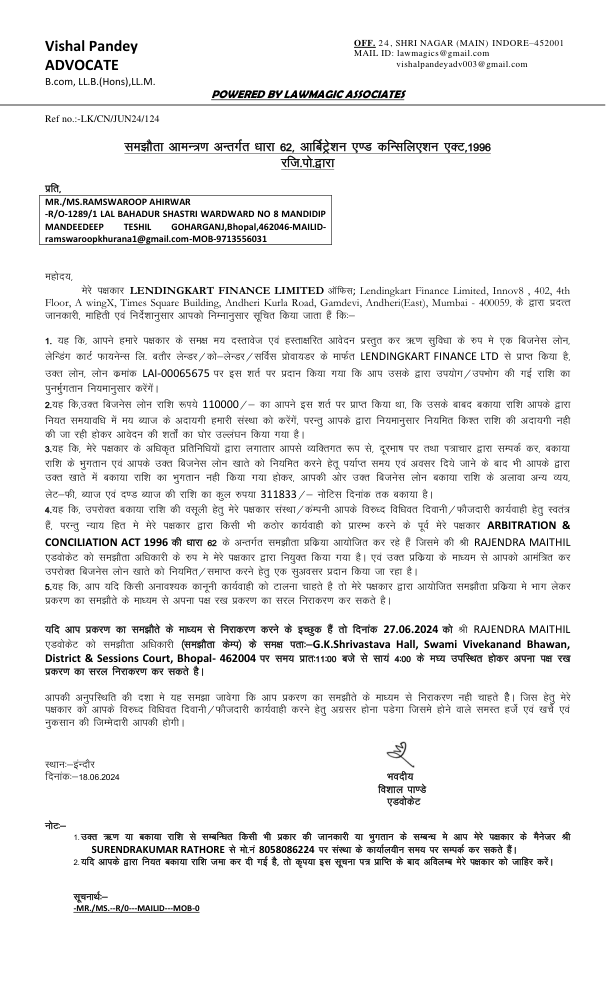 Vishal Pandey
ADVOCATE
B.com, LL.B.(Hons),LL.M.
OFF. 24, SHRI NAGAR (MAIN) INDORE–452001
MAIL ID: lawmagics@gmail.com
vishalpandeyadv003@gmail.com
POWERED BY LAWMAGIC ASSOCIATES
Ref no.:-LK/CN/JUN24/124
समझौता आमन्त्रण अन्तर्गत धारा 62, आर्बिट्रेशन एण्ड कन्सिलिएशन एक्ट,1996
रजि.पो.द्वारा
प्रति,
MR./MS.RAMSWAROOP AHIRWAR
-R/O-1289/1 LAL BAHADUR SHASTRI WARDWARD NO 8 MANDIDIP
MANDEEDEEP TESHIL GOHARGANJ,Bhopal,462046-MAILID-
ramswaroopkhurana1@gmail.com-MOB-9713556031
महोदय,
मेरे पक्षकार LENDINGKART FINANCE LIMITED ऑफिस; Lendingkart Finance Limited, Innov8 , 402, 4th
Floor, A wingX, Times Square Building, Andheri Kurla Road, Gamdevi, Andheri(East), Mumbai - 400059, के द्वारा प्रदत्त
जानकारी, माहिती एवं निर्देशानुसार आपको निम्नानुसार सूचित किया जाता हैं किः–
1. यह कि, आपने हमारे पक्षकार के समक्ष मय दस्तावेज एवं हस्ताक्षरित आवेदन प्रस्तुत कर ऋण सुविधा के रुप मे एक बिजनेस लोन,
लेन्डिंग कार्ट फायनेन्स लि. बतौर लेन्डर/को–लेन्डर/सर्विस प्रोवायडर के मार्फत LENDINGKART FINANCE LTD से प्राप्त किया है,
उक्त लोन, लोन क्रमांक LAI-00065675 पर इस शर्त पर प्रदान किया गया कि आप उसके द्वारा उपयोग/उपभोग की गई राशि का
पुनर्मुगतान नियमानुसार करेंगें।
2.यह कि,उक्त बिजनेस लोन राशि रूपये 110000/– का आपने इस शर्त पर प्राप्त किया था, कि उसके बाद बकाया राशि आपके द्वारा
नियत समयावधि में मय ब्याज के अदायगी हमारी संस्था को करेंगें, परन्तु आपके द्वारा नियमानुसार नियमित किश्त राशि की अदायगी नही
की जा रही होकर आवेदन की शर्तों का घोर उल्लंघन किया गया है।
3.यह कि, मेरे पक्षकार के अधिकृत प्रतिनिधियों द्वारा लगातार आपसे व्यक्तिगत रूप से, दूरभाष पर तथा पत्राचार द्वारा सम्पर्क कर, बकाया
राशि के भुगतान एवं आपके उक्त बिजनेस लोन खाते को नियमित करने हेतू पर्याप्त समय एवं अवसर दिये जाने के बाद भी आपके द्वारा
उक्त खाते में बकाया राशि का भुगतान नही किया गया होकर, आपकी ओर उक्त बिजनेस लोन बकाया राशि के अलावा अन्य व्यय,
लेट–फी, ब्याज एवं दण्ड ब्याज की राशि का कुल रुपया 311833/– नोटिस दिनांक तक बकाया है।
4.यह कि, उपरोक्त बकाया राशि की वसूली हेतु मेरे पक्षकार संस्था/कंम्पनी आपके विरुध्द विधिवत दिवानी/फौजदारी कार्यवाही हेतु स्वतंत्र
हैं, परन्तु न्याय हित मे मेरे पक्षकार द्वारा किसी भी कठोर कार्यवाही को प्रारम्भ करने के पूर्व मेरे पक्षकार ARBITRATION &
CONCILIATION ACT 1996 की धारा 62 के अन्तर्गत समझौता प्रक्रिया आयोजित कर रहे हैं जिसमे की श्री RAJENDRA MAITHIL
एडवोकेट को समझौता अधिकारी के रुप मे मेरे पक्षकार द्वारा नियुक्त किया गया है। एवं उक्त प्रक्रिया के माध्यम से आपको आमंत्रित कर
उपरोक्त बिजनेस लोन खाते को नियमित/समाप्त करने हेतु एक सुअवसर प्रदान किया जा रहा है।
5.यह कि, आप यदि किसी अनावश्यक कानूनी कार्यवाही को टालना चाहते है तो मेरे पक्षकार द्वारा आयोजित समझौता प्रक्रिया मे भाग लेकर
प्रकरण का समझौते के माध्यम से अपना पक्ष रख प्रकरण का सरल निराकरण कर सकते है।
यदि आप प्रकरण का समझौते के माध्यम से निराकरण करने के इच्छुक हैं तो दिनांक 27.06.2024 को श्री RAJENDRA MAITHIL
एडवोकेट को समझौता अधिकारी (समझौता केम्प) के समक्ष पताः–G.K.Shrivastava Hall, Swami Vivekanand Bhawan,
District & Sessions Court, Bhopal- 462004 पर समय प्रातः11:00 बजे से सायं 4:00 के मघ्य उपस्थित होकर अपना पक्ष रख
प्रकरण का सरल निराकरण कर सकते है।
आपकी अनुपस्थिति की दशा मे यह समझा जावेगा कि आप प्रकरण का समझौते के माध्यम से निराकरण नही चाहते है। जिस हेतु मेरे
पक्षकार को आपके विरुध्द विधिवत दिवानी/फौजदारी कार्यवाही करने हेतु अग्रसर होना पडेगा जिसमे होने वाले समस्त हर्जे एवं खर्चे एवं
नुकसान की जिम्मेदारी आपकी होगी।
स्थानः–इंन्दौर
दिनांकः–18.06.2024
भवदीय
विशाल पाण्डे
एडवोकेट
नोटः–
1.उक्त ऋण या बकाया राशि से सम्बन्धित किसी भी प्रकार की जानकारी या भुगतान के सम्बन्ध मे आप मेरे पक्षकार के मैनेजर श्री
SURENDRAKUMAR RATHORE से मो.नं 8058086224 पर संस्था के कार्यालयीन समय पर सम्पर्क कर सकते हैं।
2.यदि आपके द्वारा नियत बकाया राशि जमा कर दी गई है, तो कृपया इस सूचना पत्र प्राप्ति के बाद अविलम्ब मेरे पक्षकार को जाहिर करें।
सूचनार्थः–
-MR./MS.--R/0---MAILID---MOB-0